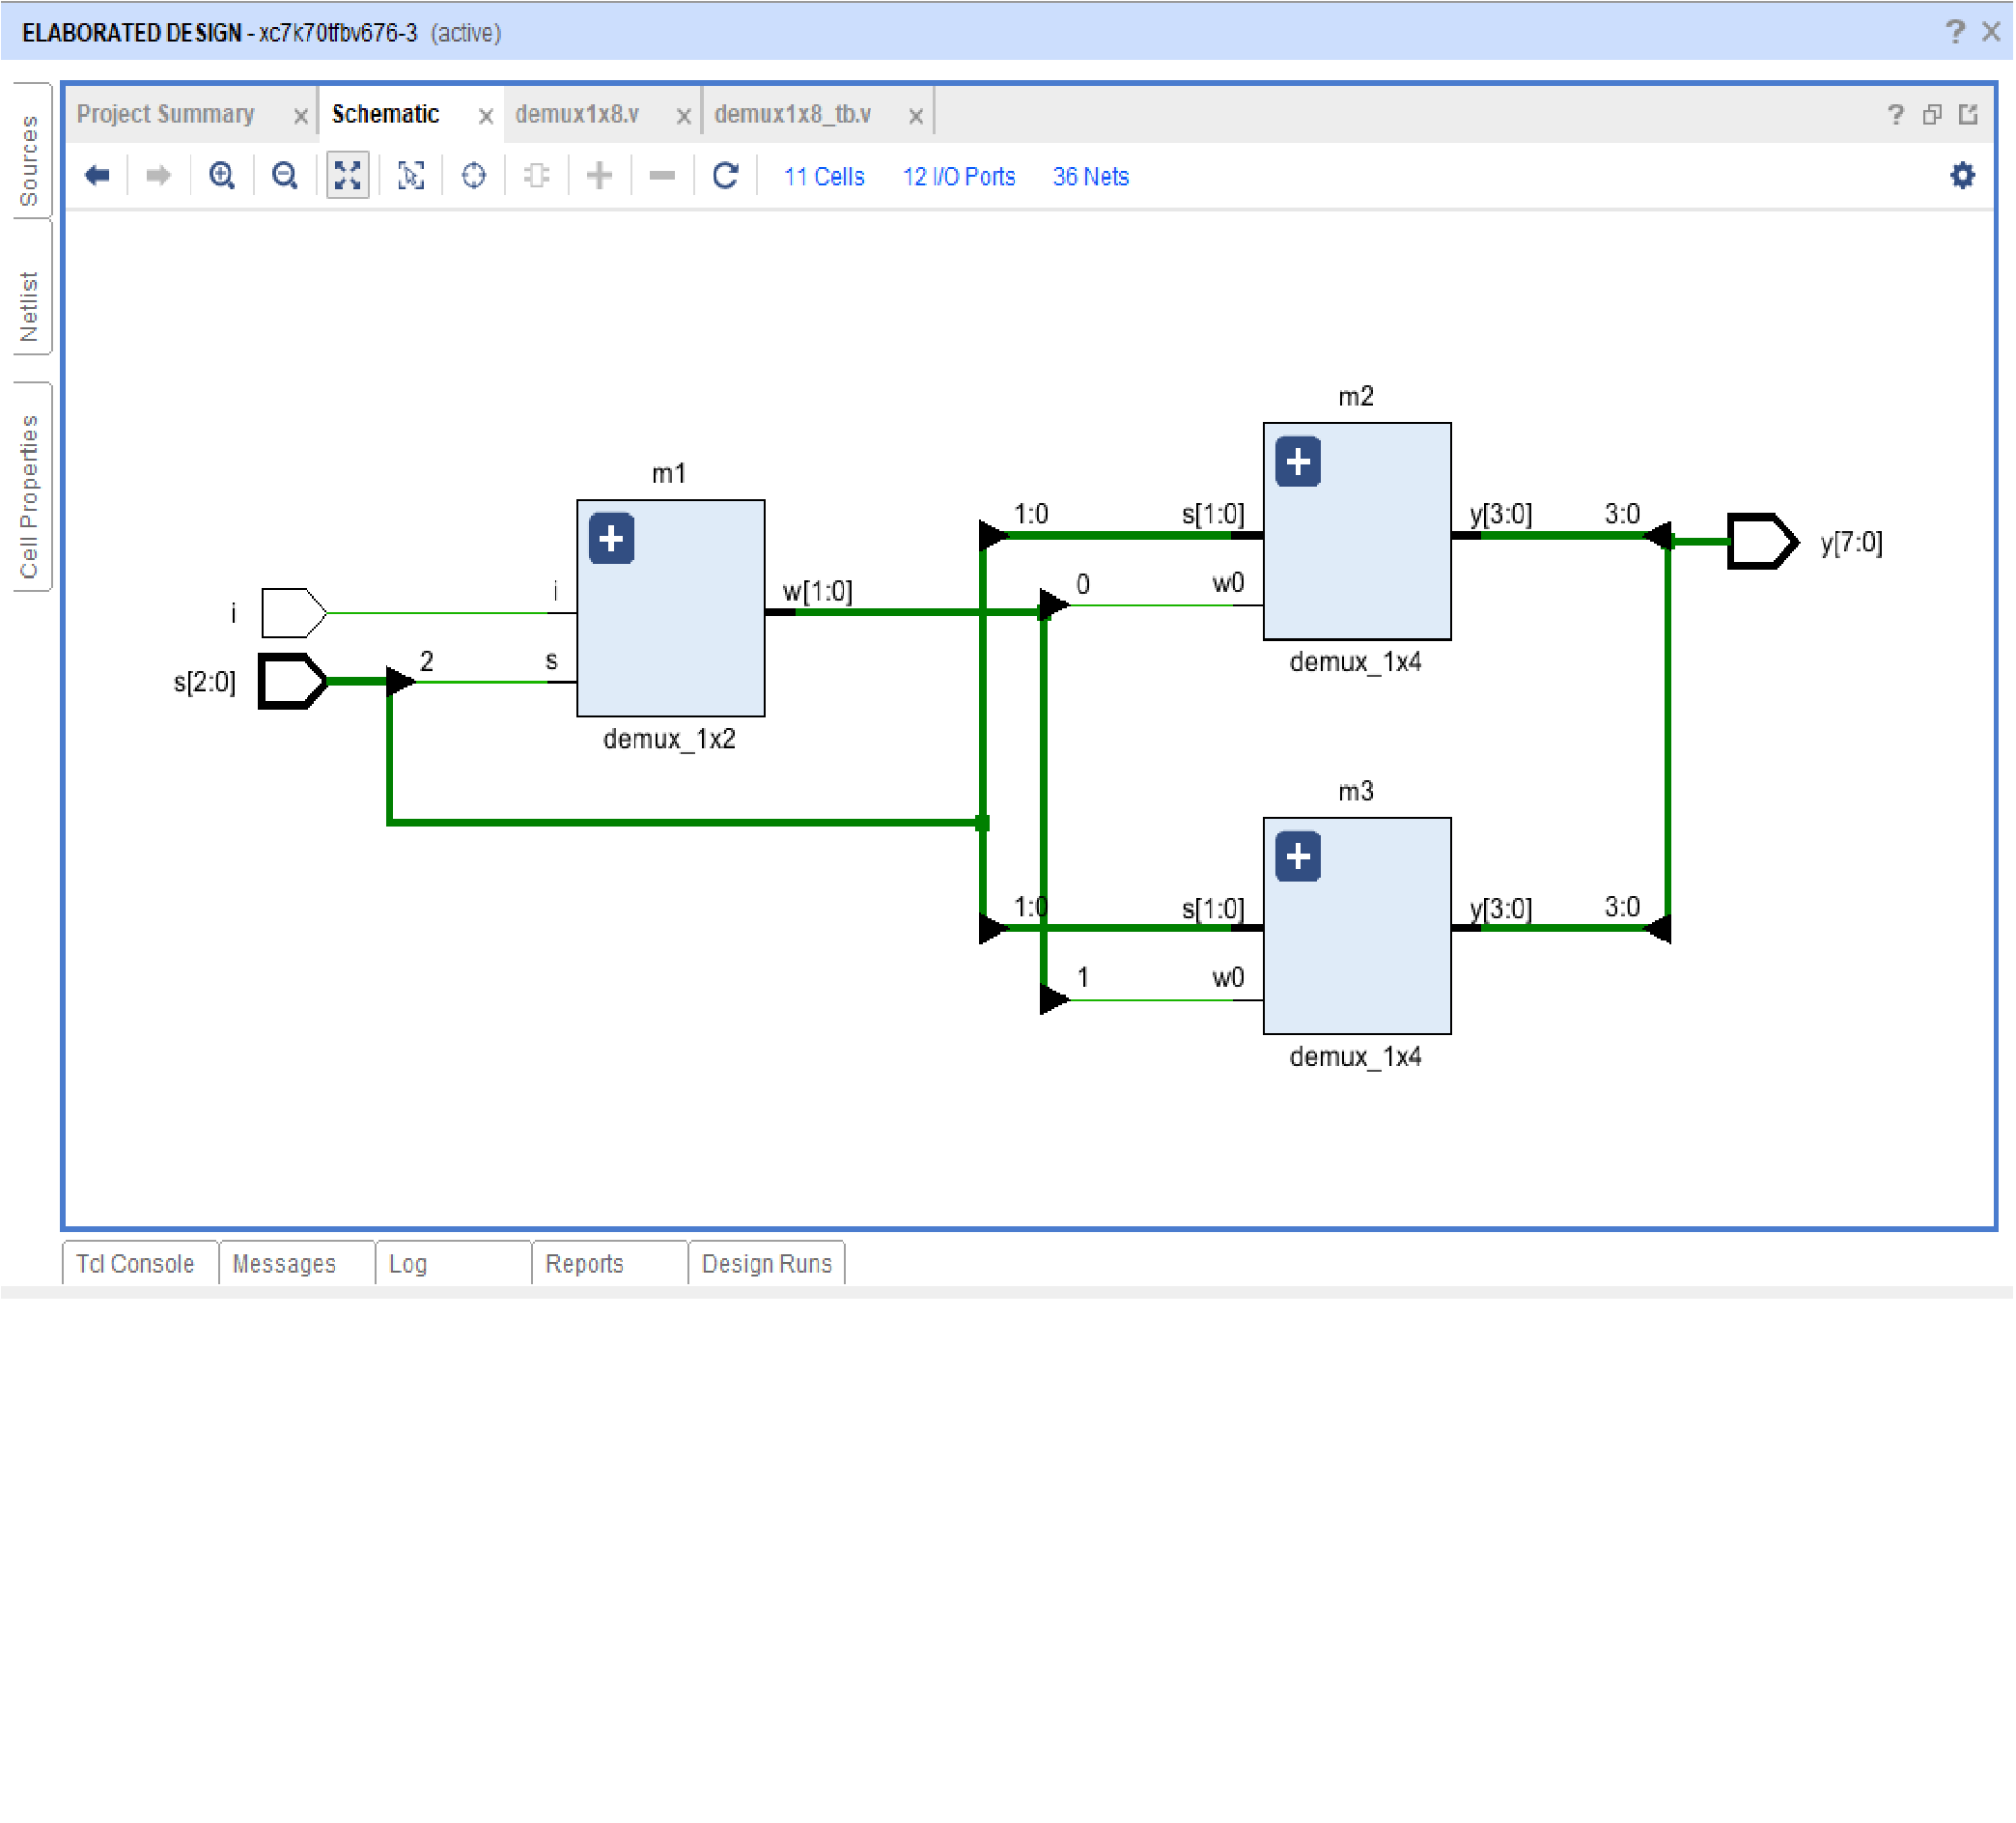 ELABORATED DESIGN - xc7k70tfbv676-3 (active)
Sources
Netlist
Cell Properties
Project Summary Schematic demux1x8.v demux1x8_tb.v
11 Cells 12 I/O Ports 36 Nets
m2
m1
1:0 s[1:0] y[3:0] 3:0
y[7:0]
i i w[1:0] 0 w0
s[2:0] 2 s
demux_1x4
demux_1x2
m3
1:0 s[1:0] y[3:0] 3:0
1 w0
demux_1x4
Tcl Console Messages Log Reports Design Runs